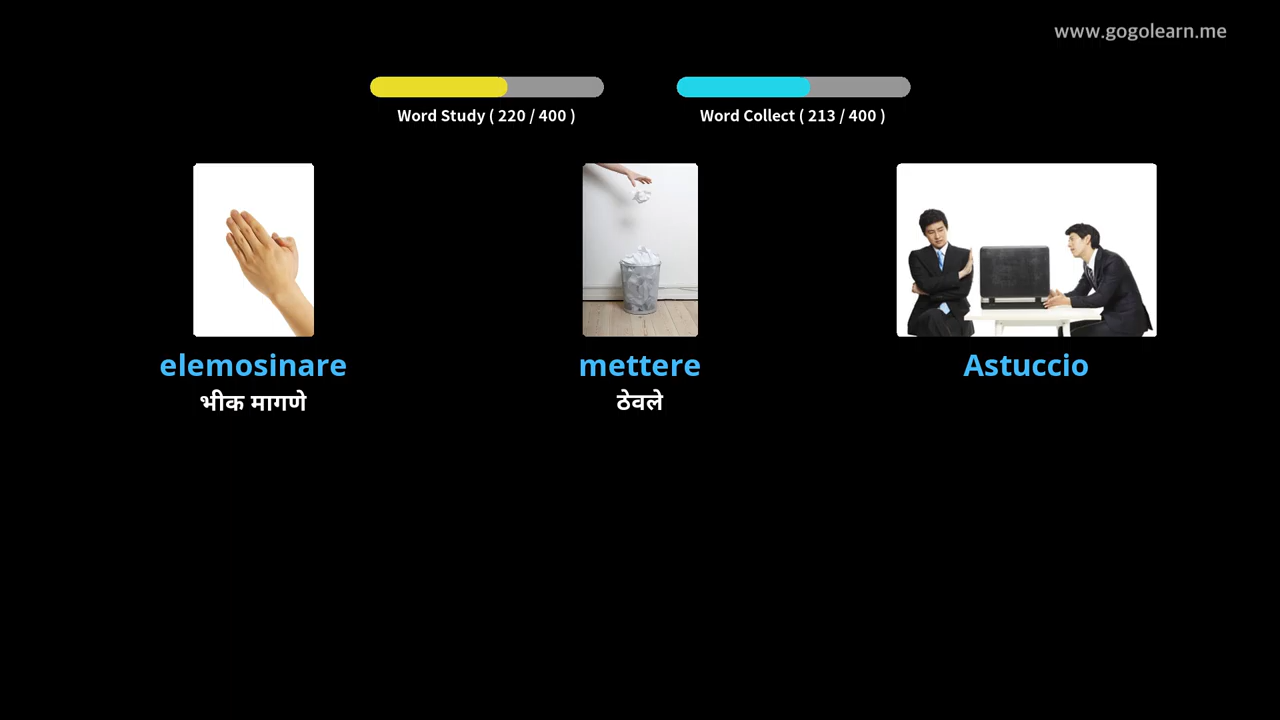 www.gogolearn.me
Word Study ( 220 / 400 )
Word Collect ( 213 / 400 )
elemosinare
mettere
Astuccio
भीक मागणे
ठेवले